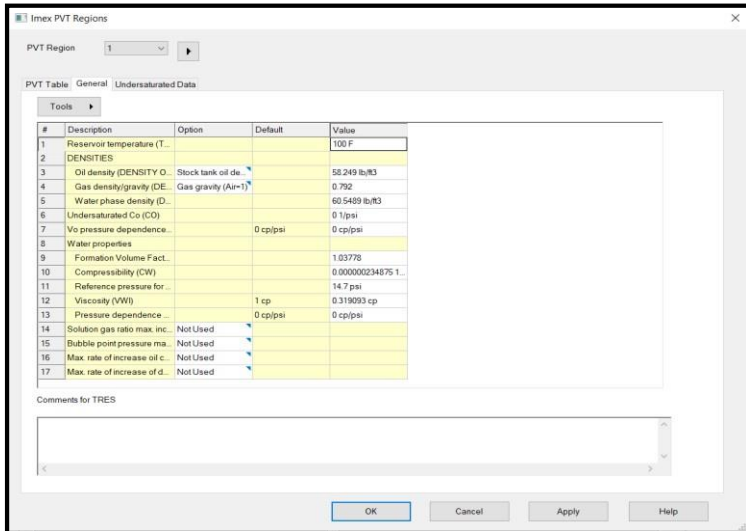 Imex PVT Regions
PVT Region 1
PVT Table General Undersaturated Data
Tools
# Description Option Default Value
1 Reservoir temperature (T... 100 F
2 DENSITIES
3 Oil density (DENSITY O... Stock tank oil de... 58.249 lb/ft3
4 Gas density/gravity (DE... Gas gravity (Air=1) 0.792
5 Water phase density (D... 60.5489 lb/ft3
6 Undersaturated Co (CO) 0 1/psi
7 Vo pressure dependence... 0 cp/psi 0 cp/psi
8 Water properties
9 Formation Volume Fact... 1.03778
10 Compressibility (CW) 0.000000234875 1...
11 Reference pressure for ... 14.7 psi
12 Viscosity (VWI) 1 cp 0.319093 cp
13 Pressure dependence ... 0 cp/psi 0 cp/psi
14 Solution gas ratio max. inc... Not Used
15 Bubble point pressure ma... Not Used
16 Max. rate of increase oil c... Not Used
17 Max. rate of increase of d... Not Used
Comments for TRES
OK Cancel Apply Help